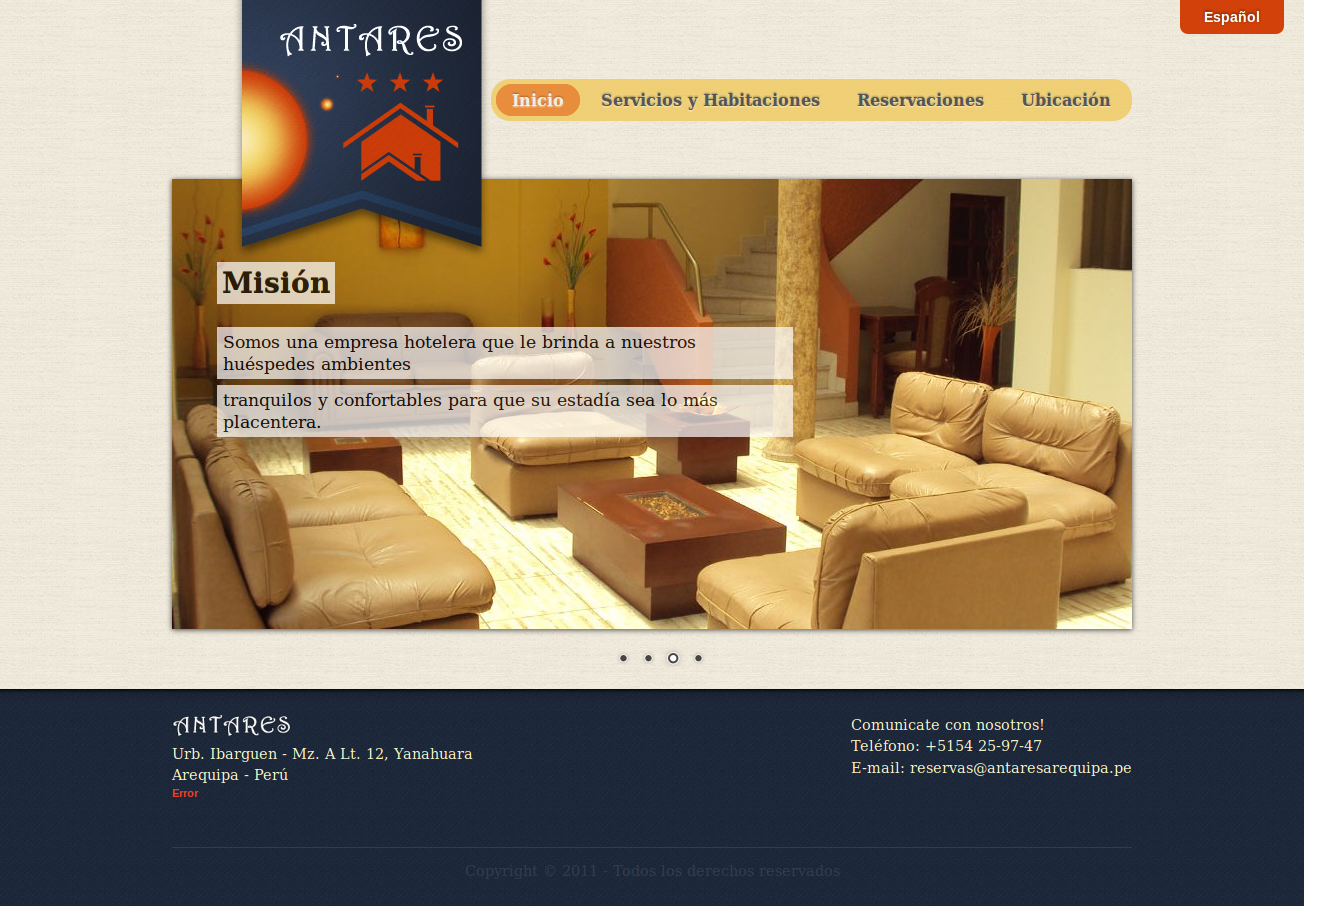 ANTARES
Español
Inicio Servicios y Habitaciones Reservaciones Ubicación
Misión
Somos una empresa hotelera que le brinda a nuestros
huéspedes ambientes
tranquilos y confortables para que su estadía sea lo más
placentera.
ANTARES
Urb. Ibarguen - Mz. A Lt. 12, Yanahuara
Arequipa - Perú
Error
Comunicate con nosotros!
Teléfono: +5154 25-97-47
E-mail: reservas@antaresarequipa.pe
Copyright © 2011 - Todos los derechos reservados